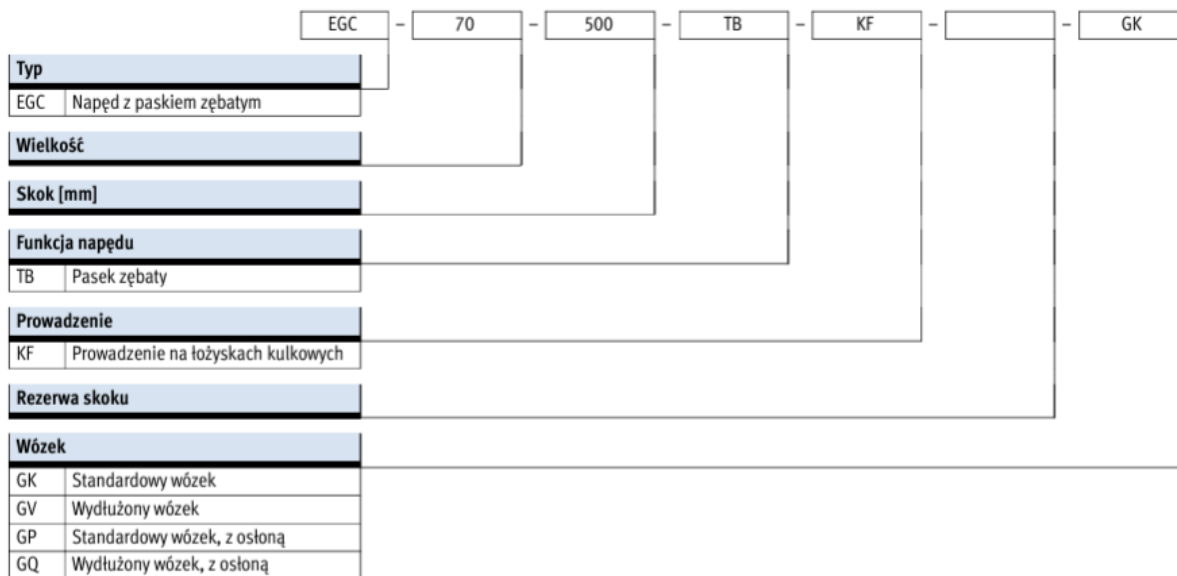 EGC – 70 – 500 – TB – KF –  – GK
Typ
EGC Napęd z paskiem zębatym
Wielkość
Skok [mm]
Funkcja napędu
TB Pasek zębaty
Prowadzenie
KF Prowadzenie na łożyskach kulkowych
Rezerwa skoku
Wózek
GK Standardowy wózek
GV Wydłużony wózek
GP Standardowy wózek, z osłoną
GQ Wydłużony wózek, z osłoną